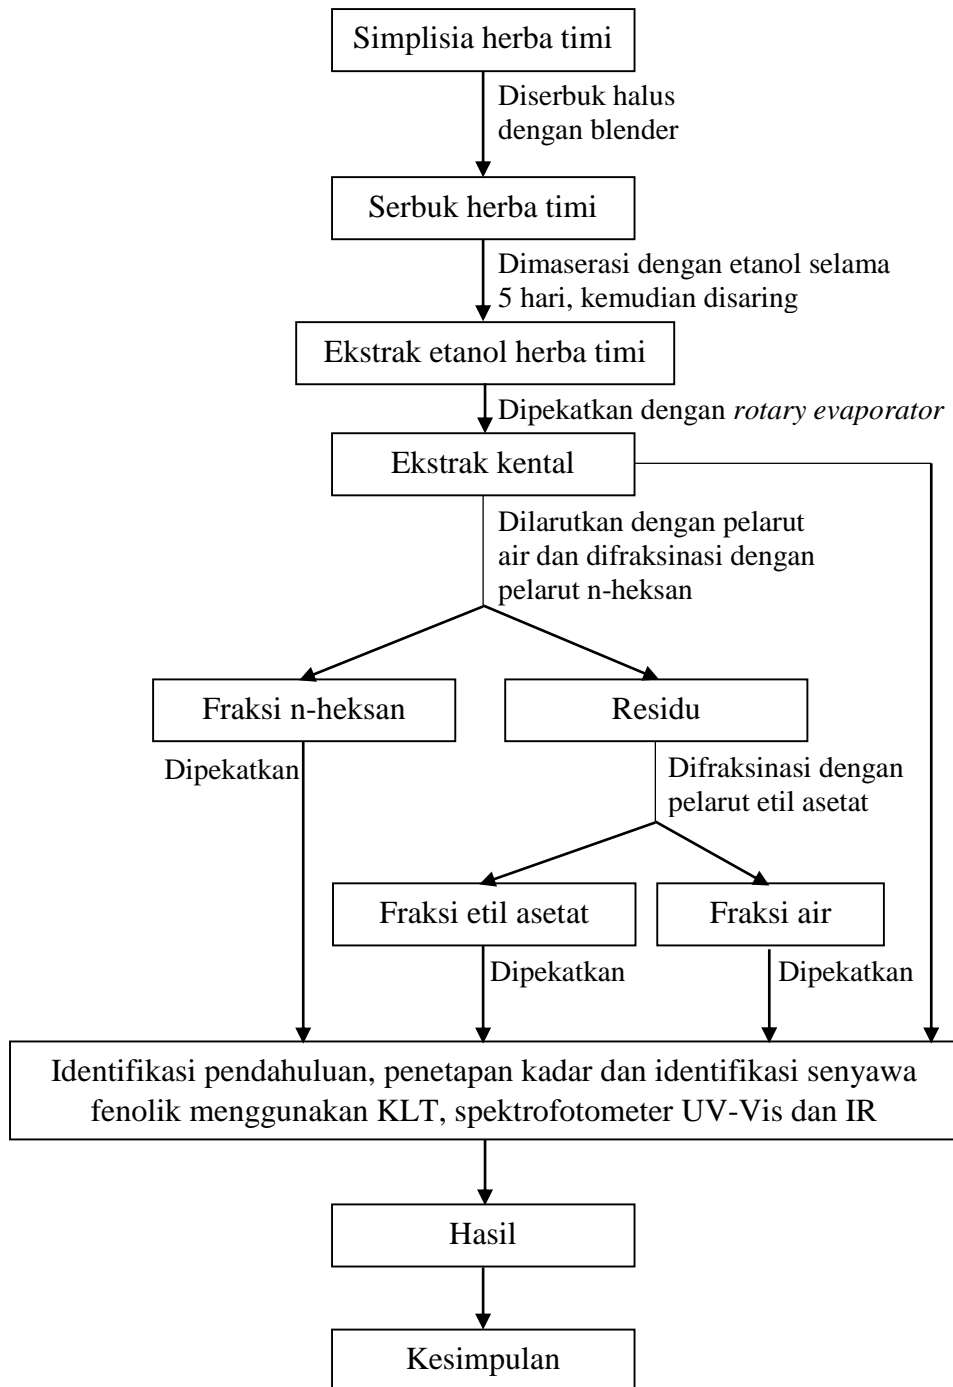 Simplisia herba timi
Diserbuk halus
dengan blender
Serbuk herba timi
Dimaserasi dengan etanol selama
5 hari, kemudian disaring
Ekstrak etanol herba timi
Dipekatkan dengan rotary evaporator
Ekstrak kental
Dilarutkan dengan pelarut
air dan difraksinasi dengan
pelarut n-heksan
Fraksi n-heksan
Residu
Dipekatkan
Difraksinasi dengan
pelarut etil asetat
Fraksi etil asetat
Fraksi air
Dipekatkan
Dipekatkan
Identifikasi pendahuluan, penetapan kadar dan identifikasi senyawa
fenolik menggunakan KLT, spektrofotometer UV-Vis dan IR
Hasil
Kesimpulan